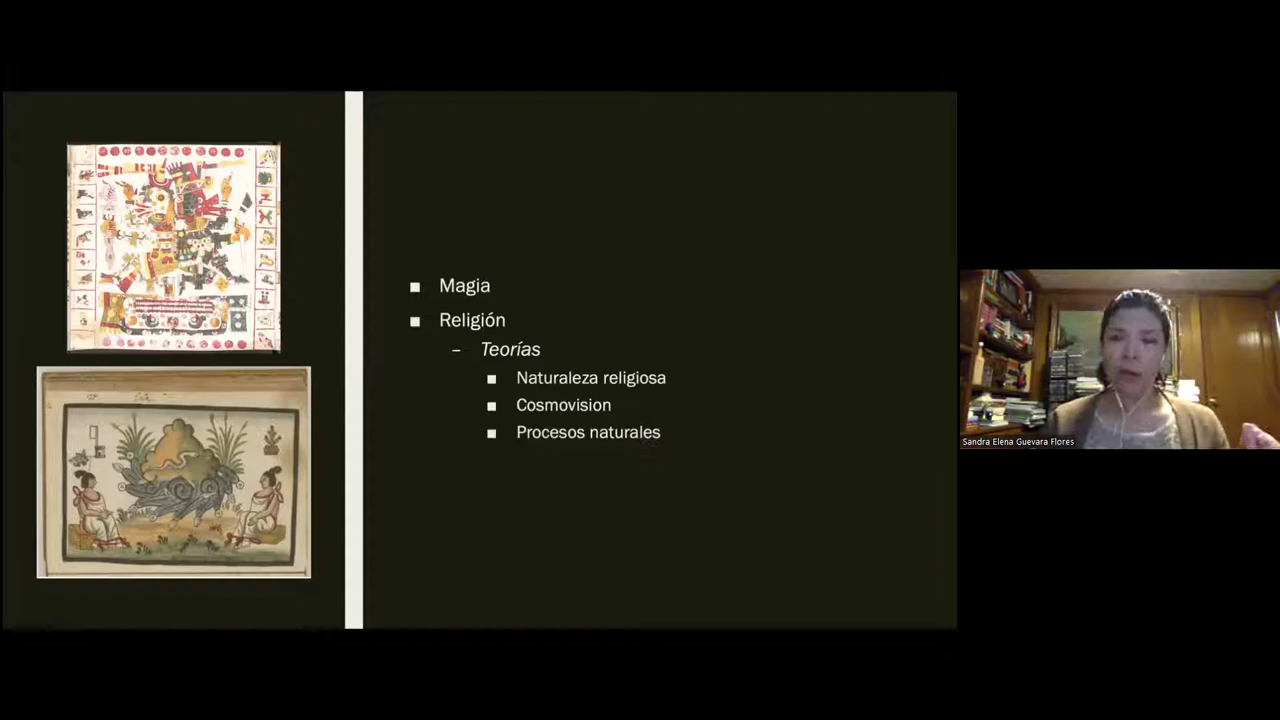 Magia
Religión
Teorías
Naturaleza religiosa
Cosmovision
Procesos naturales
Sandra Elena Guevara Flores